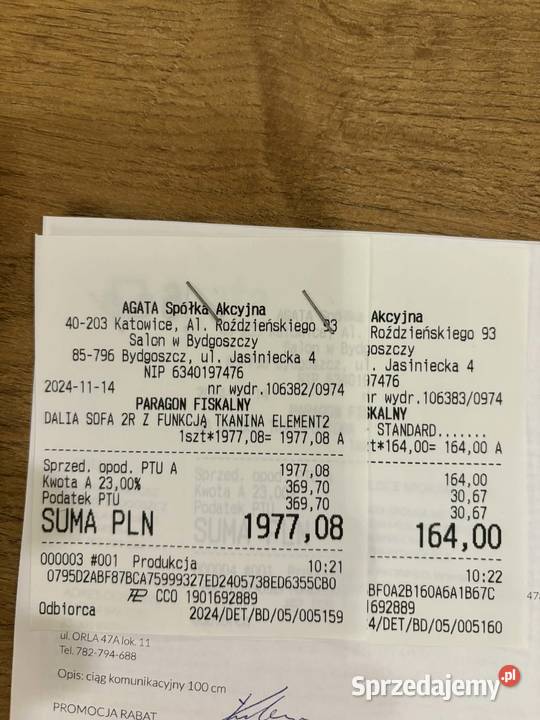 AGATA Spółka Akcyjna
40-203 Katowice, Al. Roździeńskiego 93
Salon w Bydgoszczy
85-796 Bydgoszcz, ul. Jasiniecka 4
NIP 6340197476
2024-11-14 nr wydr.106382/0974
PARAGON FISKALNY
DALIA SOFA 2R Z FUNKCJĄ TKANINA ELEMENT2
1szt*1977,08= 1977,08 A
Sprzed. opod. PTU A 1977,08
Kwota A 23,00% 369,70
Podatek PTU 369,70
SUMA PLN 1977,08
000003 #001 Produkcja 10:21
0795D2ABF87BCA75999327ED2405738ED6355CB0
CCO 1901692889
Odbiorca 2024/DET/BD/05/005159
Akcyjna
Roździeńskiego 93
goszczy
Jasiniecka 4
197476
nr wydr.106383/0974
SKALNY
- STANDARD.......
zt*164,00= 164,00 A
164,00
30,67
30,67
164,00
10:22
BF0A2B160A6A1B67C
1692889
4/DET/BD/05/005160
ul. ORLA 47A lok. 11
Tel. 782-794-688
Opis: ciąg komunikacyjny 100 cm
PROMOCJA RABAT
Sprzedajemy.pl